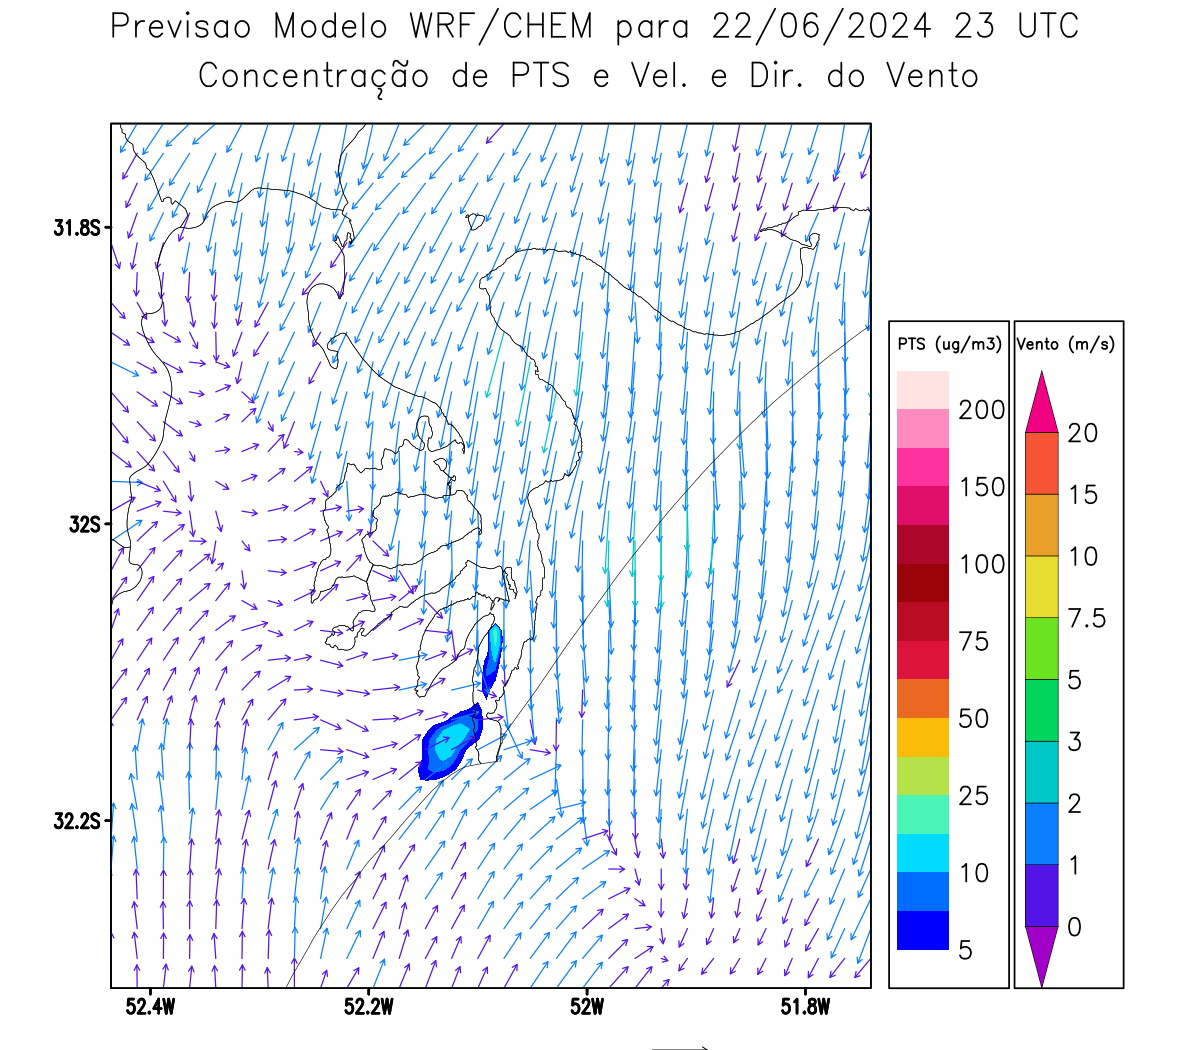 Previsao Modelo WRF/CHEM para 22/06/2024 23 UTC
Concentração de PTS e Vel. e Dir. do Vento
31.8S
32S
32.2S
52.4W 52.2W 52W 51.8W
PTS (ug/m3)
200
150
100
75
50
25
10
5
Vento (m/s)
20
15
10
7.5
5
3
2
1
0